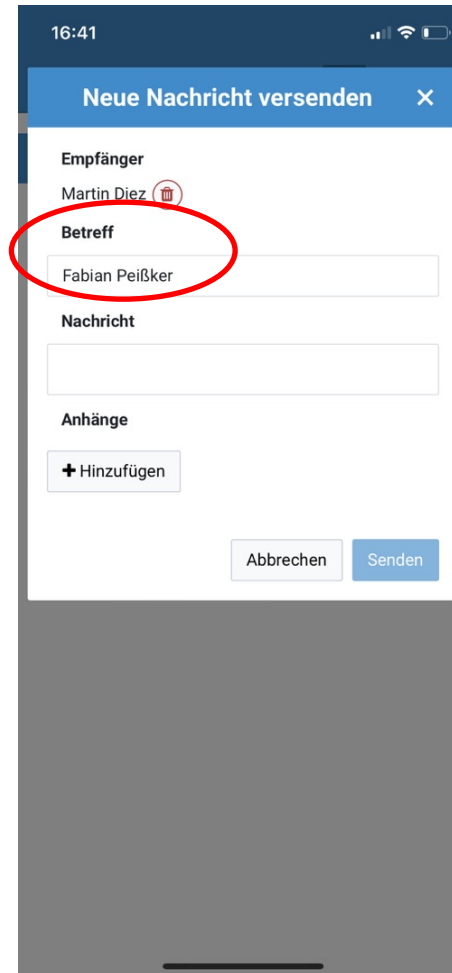 16:41
Neue Nachricht versenden ×
Empfänger
Martin Diez
Betreff
Fabian Peißker
Nachricht
Anhänge
+ Hinzufügen
Abbrechen Senden